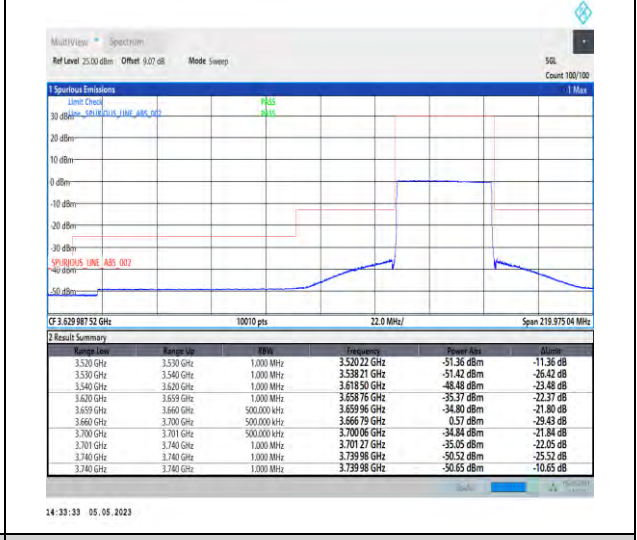 MultiView Spectrum
Ref Level 25.00 dBm Offset 9.07 dB Mode Sweep SGL
Count 100/100
1 Spurious Emissions 1 Max
Limit Check PASS
Line _SPURIOUS_LINE_ABS_002 PASS
30 dBm
20 dBm
10 dBm
0 dBm
-10 dBm
-20 dBm
-30 dBm
_SPURIOUS_LINE_ABS_002
-40 dBm
-50 dBm
CF 3.629 987 52 GHz 10010 pts 22.0 MHz/ Span 219.975 04 MHz
2 Result Summary
Range Low Range Up RBW Frequency Power Abs ΔLimit
3.520 GHz 3.530 GHz 1.000 MHz 3.520 22 GHz -51.36 dBm -11.36 dB
3.530 GHz 3.540 GHz 1.000 MHz 3.538 21 GHz -51.42 dBm -26.42 dB
3.540 GHz 3.620 GHz 1.000 MHz 3.618 50 GHz -48.48 dBm -23.48 dB
3.620 GHz 3.659 GHz 1.000 MHz 3.658 76 GHz -35.37 dBm -22.37 dB
3.659 GHz 3.660 GHz 500.000 kHz 3.659 96 GHz -34.80 dBm -21.80 dB
3.660 GHz 3.700 GHz 500.000 kHz 3.666 79 GHz 0.57 dBm -29.43 dB
3.700 GHz 3.701 GHz 500.000 kHz 3.700 06 GHz -34.84 dBm -21.84 dB
3.701 GHz 3.740 GHz 1.000 MHz 3.701 27 GHz -35.05 dBm -22.05 dB
3.740 GHz 3.740 GHz 1.000 MHz 3.739 98 GHz -50.52 dBm -25.52 dB
3.740 GHz 3.740 GHz 1.000 MHz 3.739 98 GHz -50.65 dBm -10.65 dB
14:33:33 05.05.2023